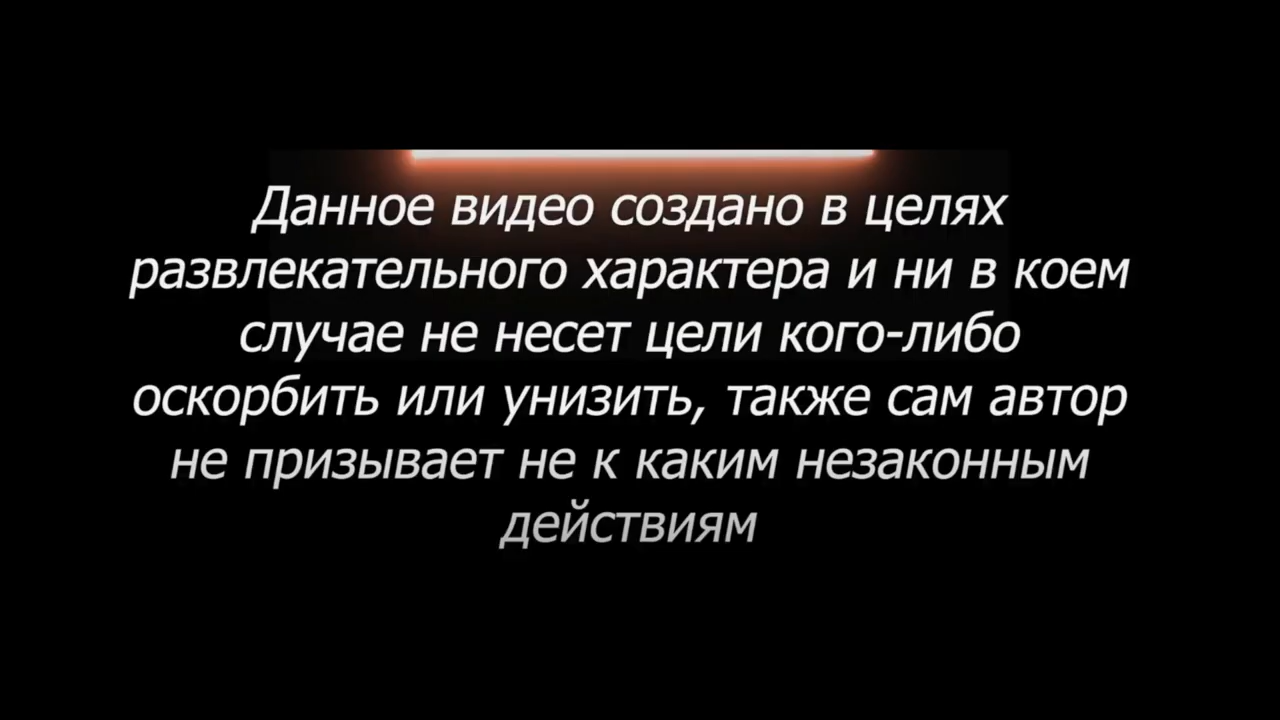 Данное видео создано в целях
развлекательного характера и ни в коем
случае не несет цели кого-либо
оскорбить или унизить, также сам автор
не призывает не к каким незаконным
действиям